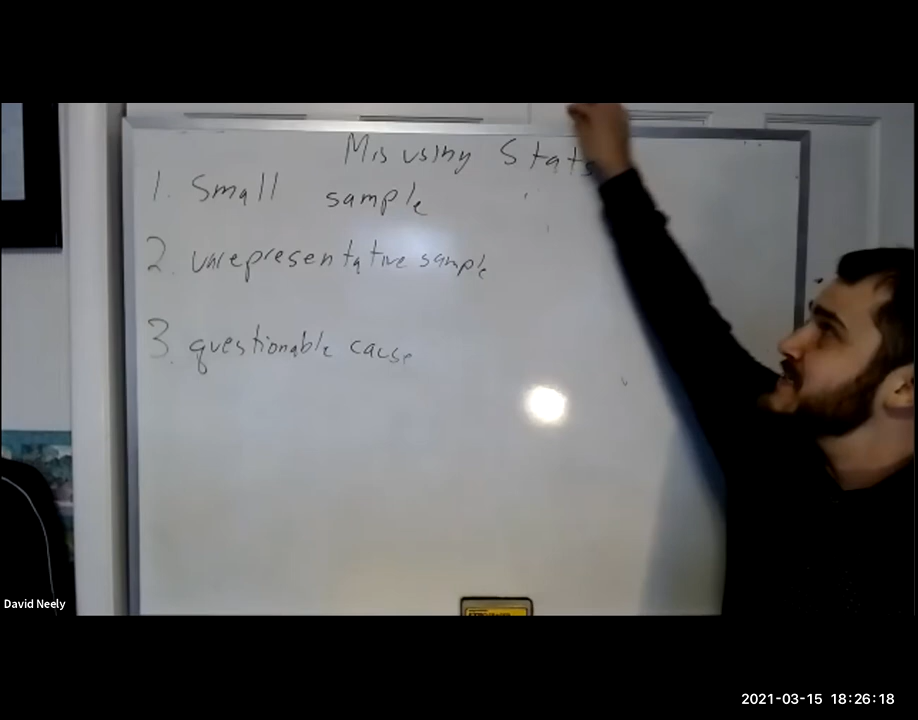 Misusing Stats
1. Small sample
2. unrepresentative sample
3. questionable cause
David Neely
2021-03-15 18:26:18